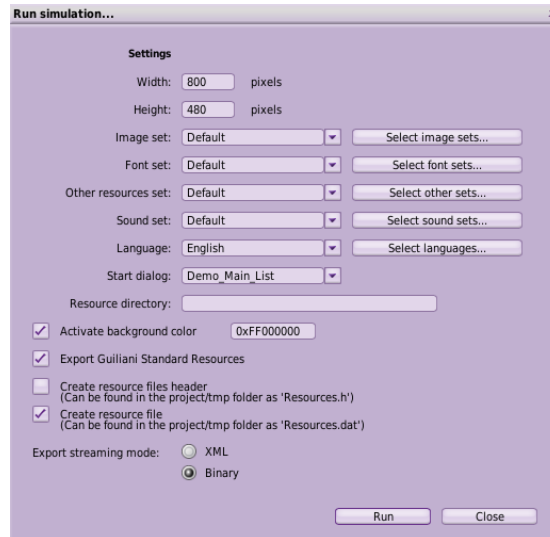 Run simulation...
Settings
Width: 800 pixels
Height: 480 pixels
Image set: Default Select image sets...
Font set: Default Select font sets...
Other resources set: Default Select other sets...
Sound set: Default Select sound sets...
Language: English Select languages...
Start dialog: Demo_Main_List
Resource directory:
Activate background color 0xFF000000
Export Guiliani Standard Resources
Create resource files header
(Can be found in the project/tmp folder as 'Resources.h')
Create resource file
(Can be found in the project/tmp folder as 'Resources.dat')
Export streaming mode: XML
Binary
Run Close